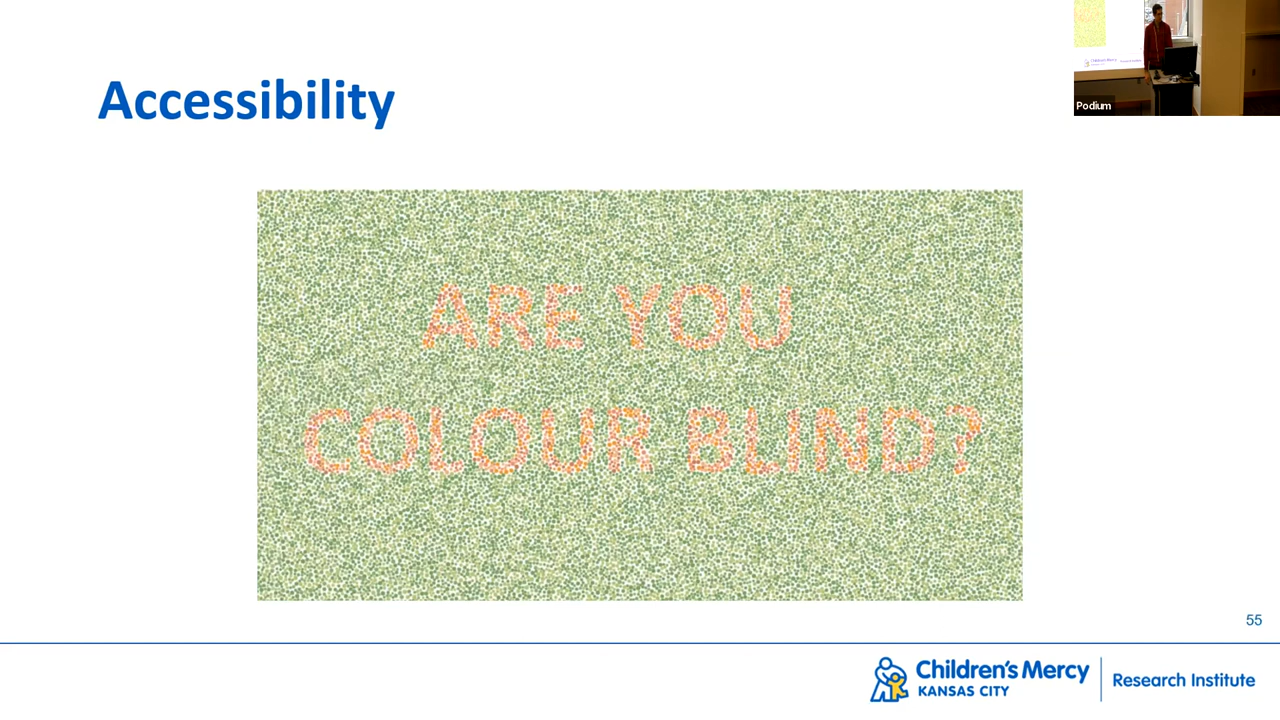 Accessibility
Podium
ARE YOU
COLOUR BLIND?
55
Children's Mercy
KANSAS CITY
Research Institute